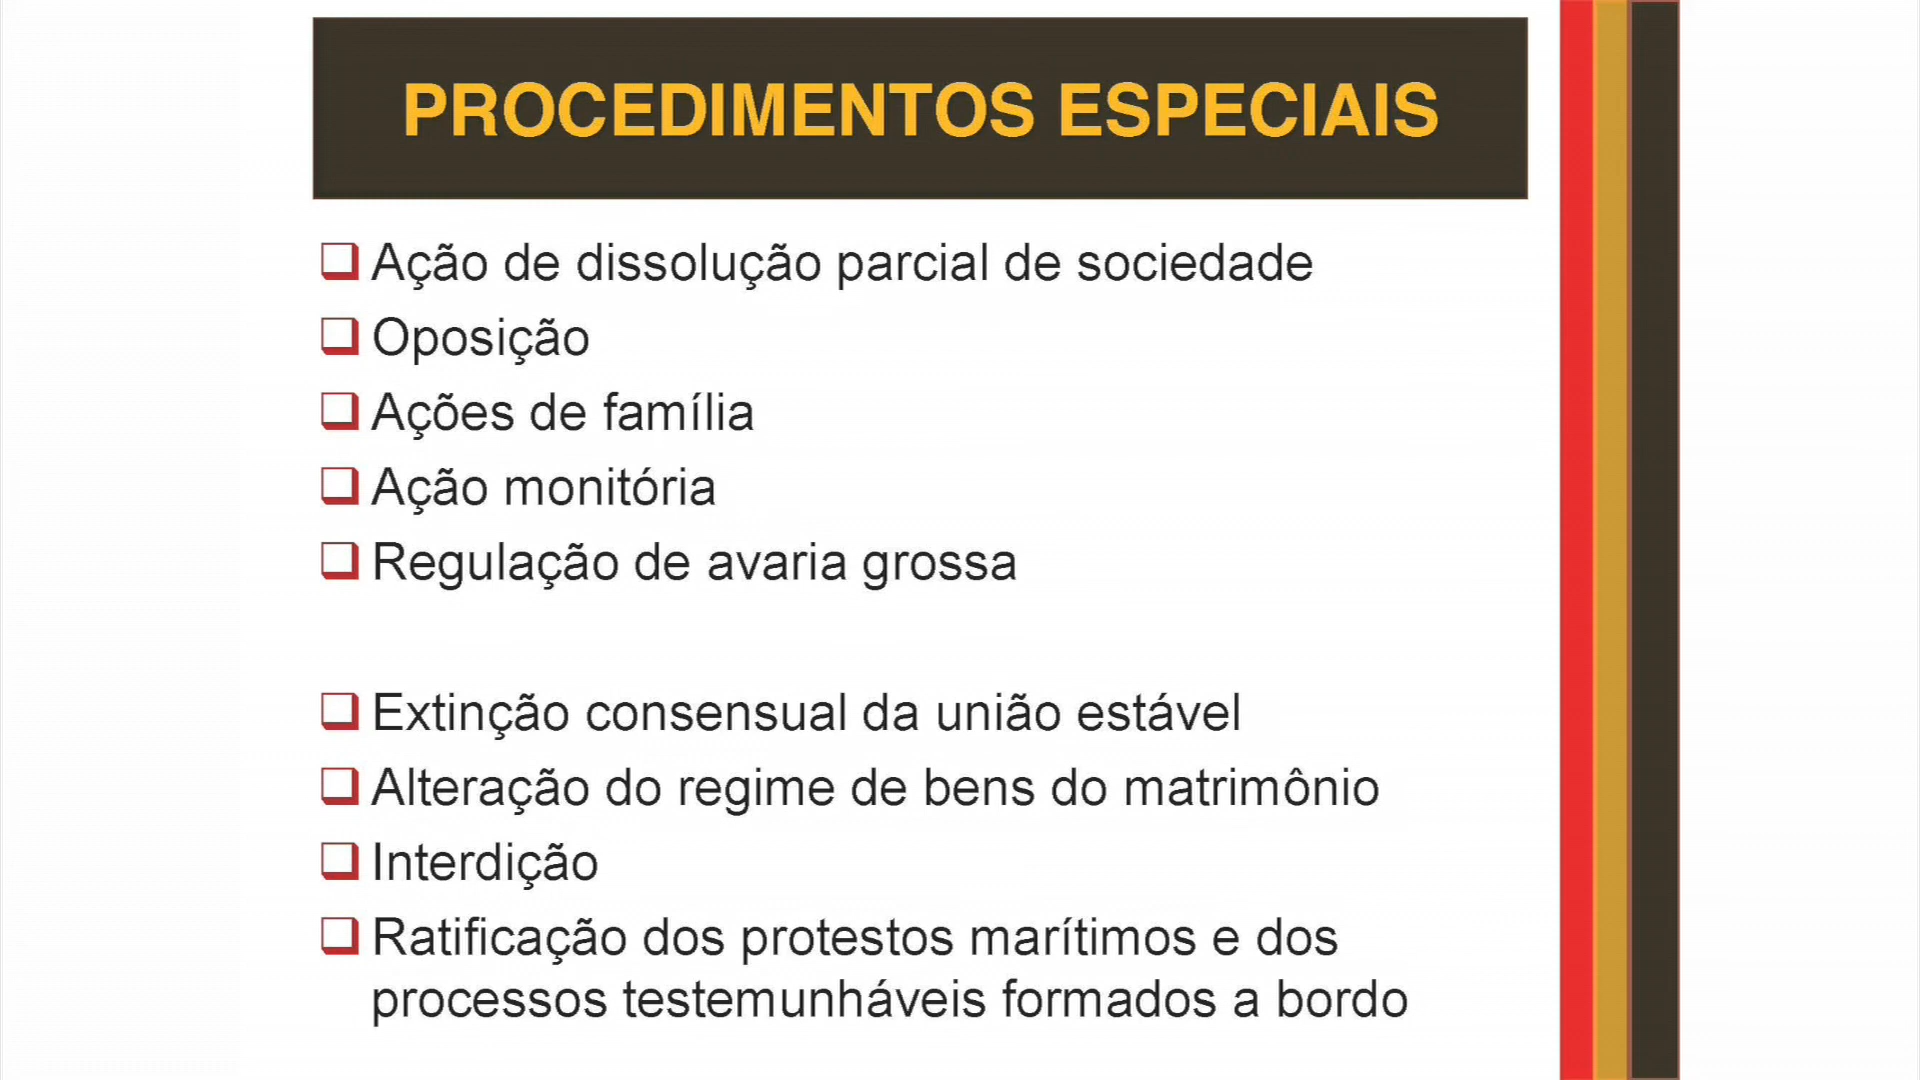 PROCEDIMENTOS ESPECIAIS
Ação de dissolução parcial de sociedade
Oposição
Ações de família
Ação monitória
Regulação de avaria grossa
Extinção consensual da união estável
Alteração do regime de bens do matrimônio
Interdição
Ratificação dos protestos marítimos e dos
processos testemunháveis formados a bordo